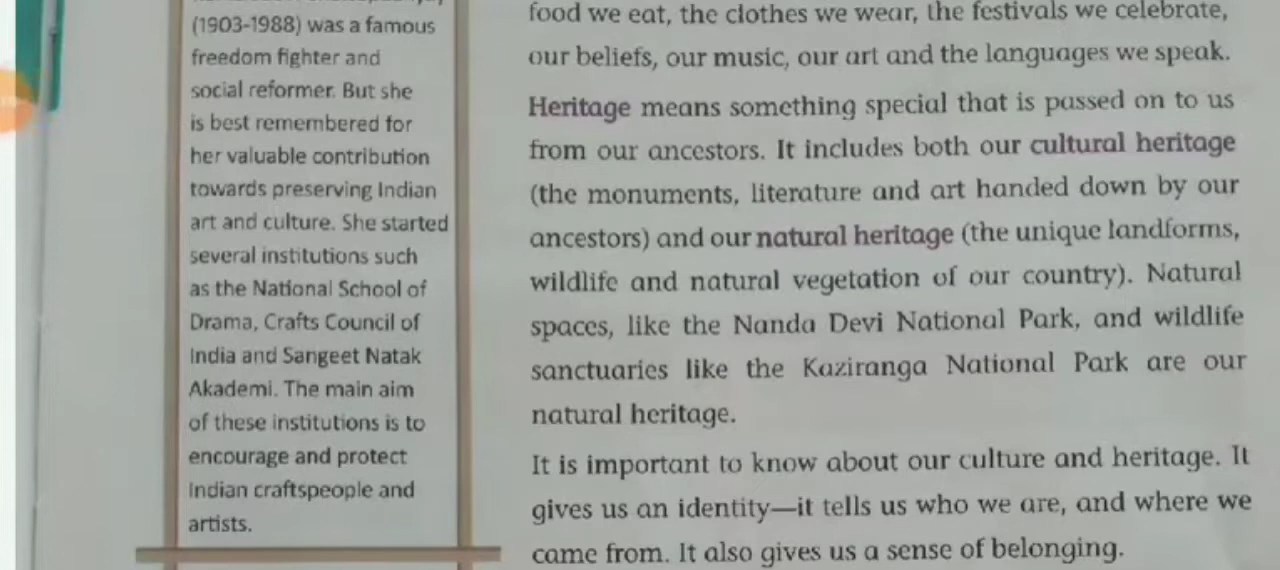 (1903-1988) was a famous
freedom fighter and
social reformer. But she
is best remembered for
her valuable contribution
towards preserving Indian
art and culture. She started
several institutions such
as the National School of
Drama, Crafts Council of
India and Sangeet Natak
Akademi. The main aim
of these institutions is to
encourage and protect
Indian craftspeople and
artists.
food we eat, the clothes we wear, the festivals we celebrate,
our beliefs, our music, our art and the languages we speak.
Heritage means something special that is passed on to us
from our ancestors. It includes both our cultural heritage
(the monuments, literature and art handed down by our
ancestors) and our natural heritage (the unique landforms,
wildlife and natural vegetation of our country). Natural
spaces, like the Nanda Devi National Park, and wildlife
sanctuaries like the Kaziranga National Park are our
natural heritage.
It is important to know about our culture and heritage. It
gives us an identity—it tells us who we are, and where we
came from. It also gives us a sense of belonging.